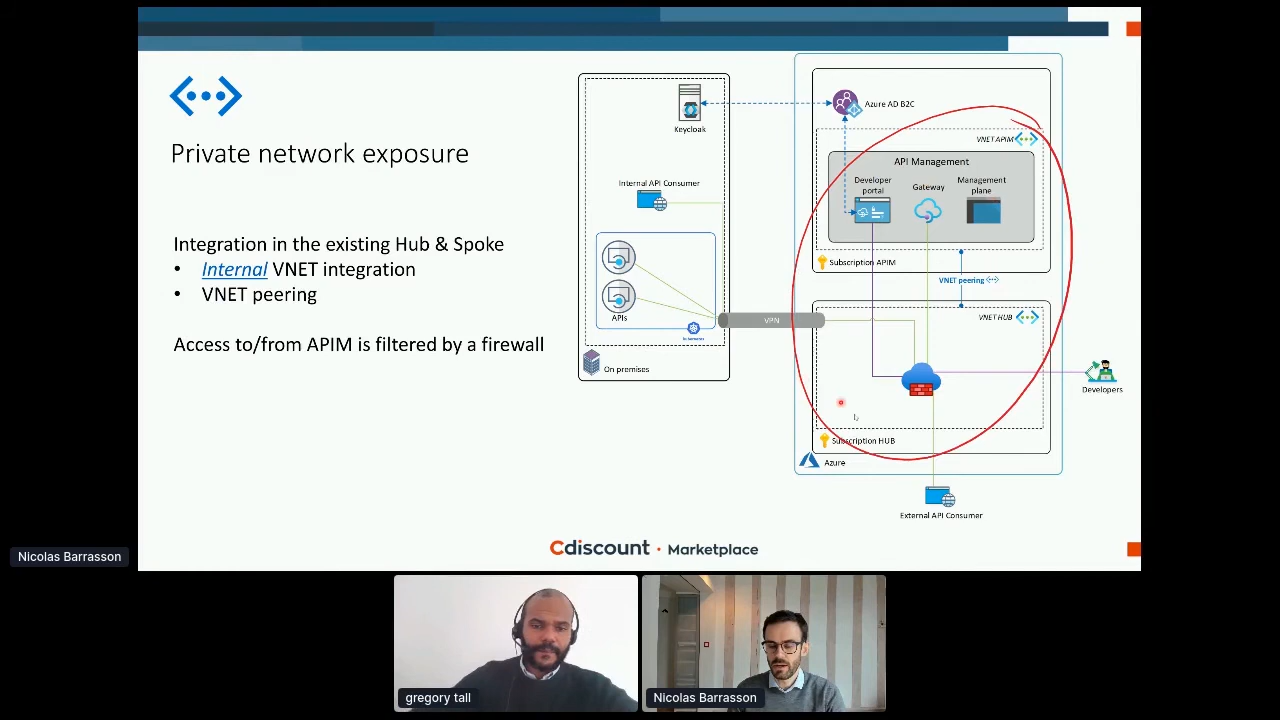 Private network exposure
Integration in the existing Hub & Spoke
• Internal VNET integration
• VNET peering
Access to/from APIM is filtered by a firewall
Keycloak
Internal API Consumer
APIs
kubernetes
On premises
VPN
Azure AD B2C
VNET APIM
API Management
Developer
portal
Gateway
Management
plane
Subscription APIM
VNET peering
VNET HUB
Subscription HUB
Azure
Developers
External API Consumer
Cdiscount • Marketplace
Nicolas Barrasson
gregory tall
Nicolas Barrasson